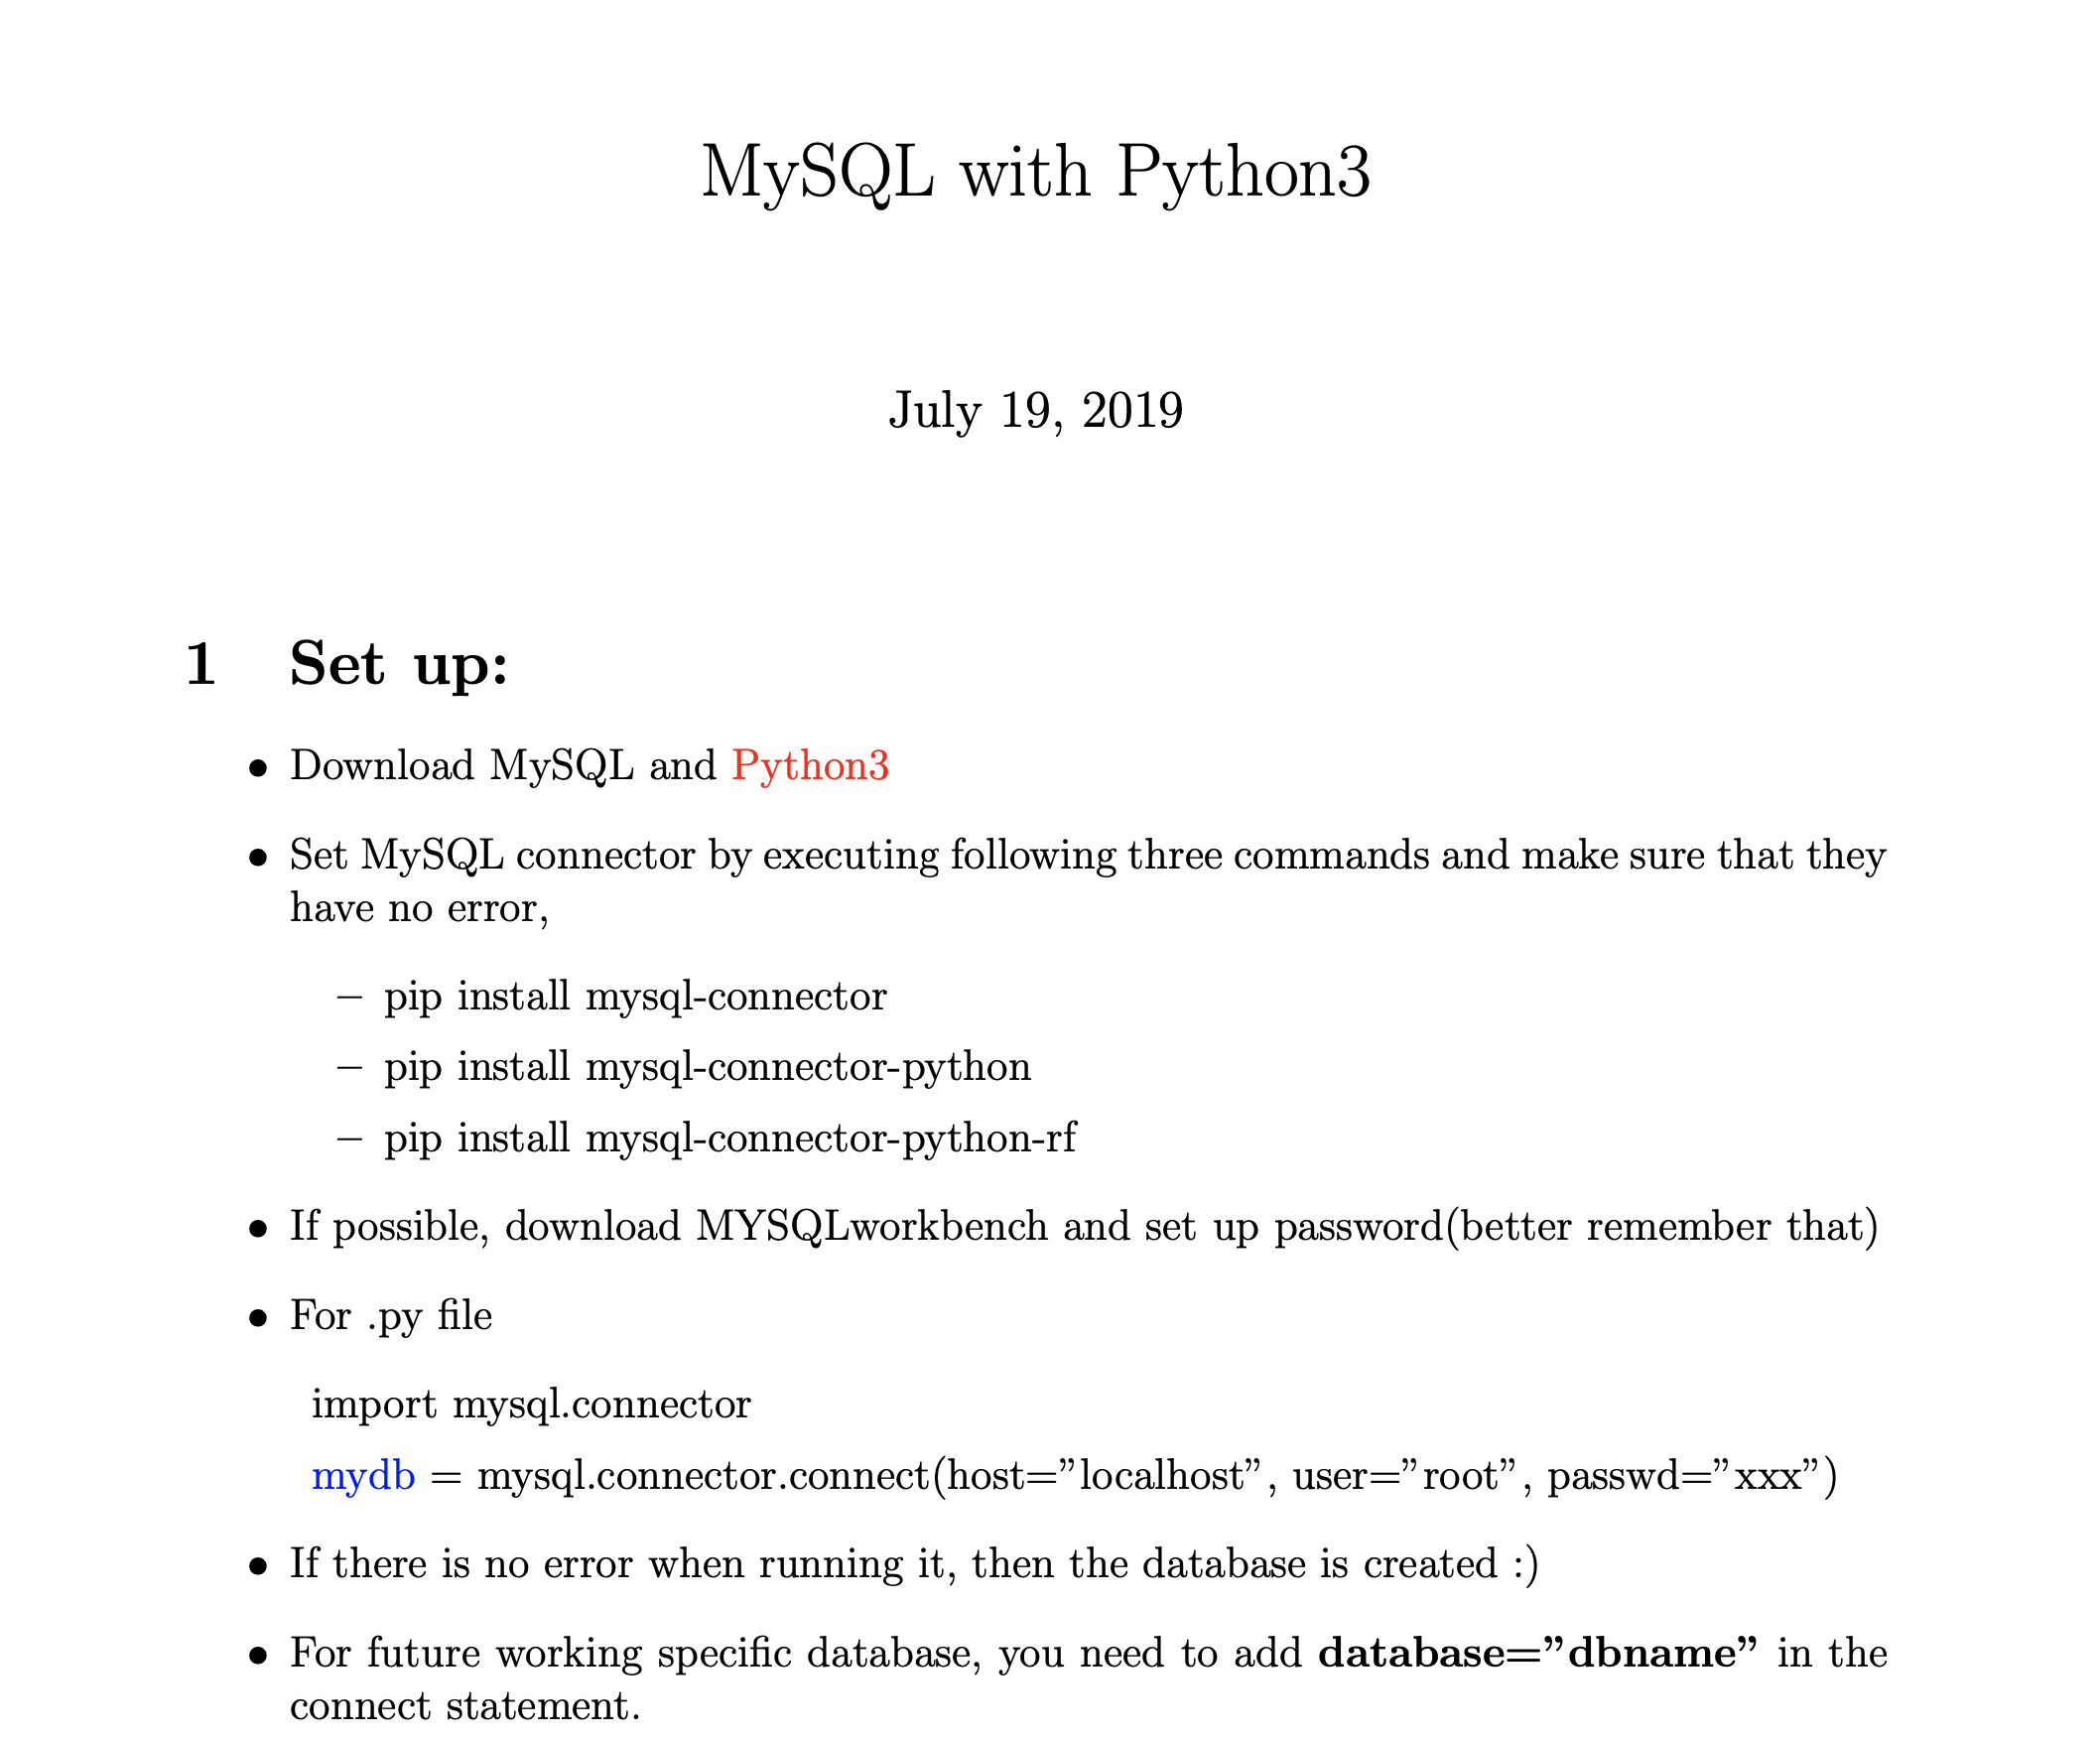 MySQL with Python3
July 19, 2019
1 Set up:
• Download MySQL and Python3
• Set MySQL connector by executing following three commands and make sure that they
have no error,
– pip install mysql-connector
– pip install mysql-connector-python
– pip install mysql-connector-python-rf
• If possible, download MYSQLworkbench and set up password(better remember that)
• For .py file
import mysql.connector
mydb = mysql.connector.connect(host=”localhost”, user=”root”, passwd=”xxx”)
• If there is no error when running it, then the database is created :)
• For future working specific database, you need to add database=”dbname” in the
connect statement.